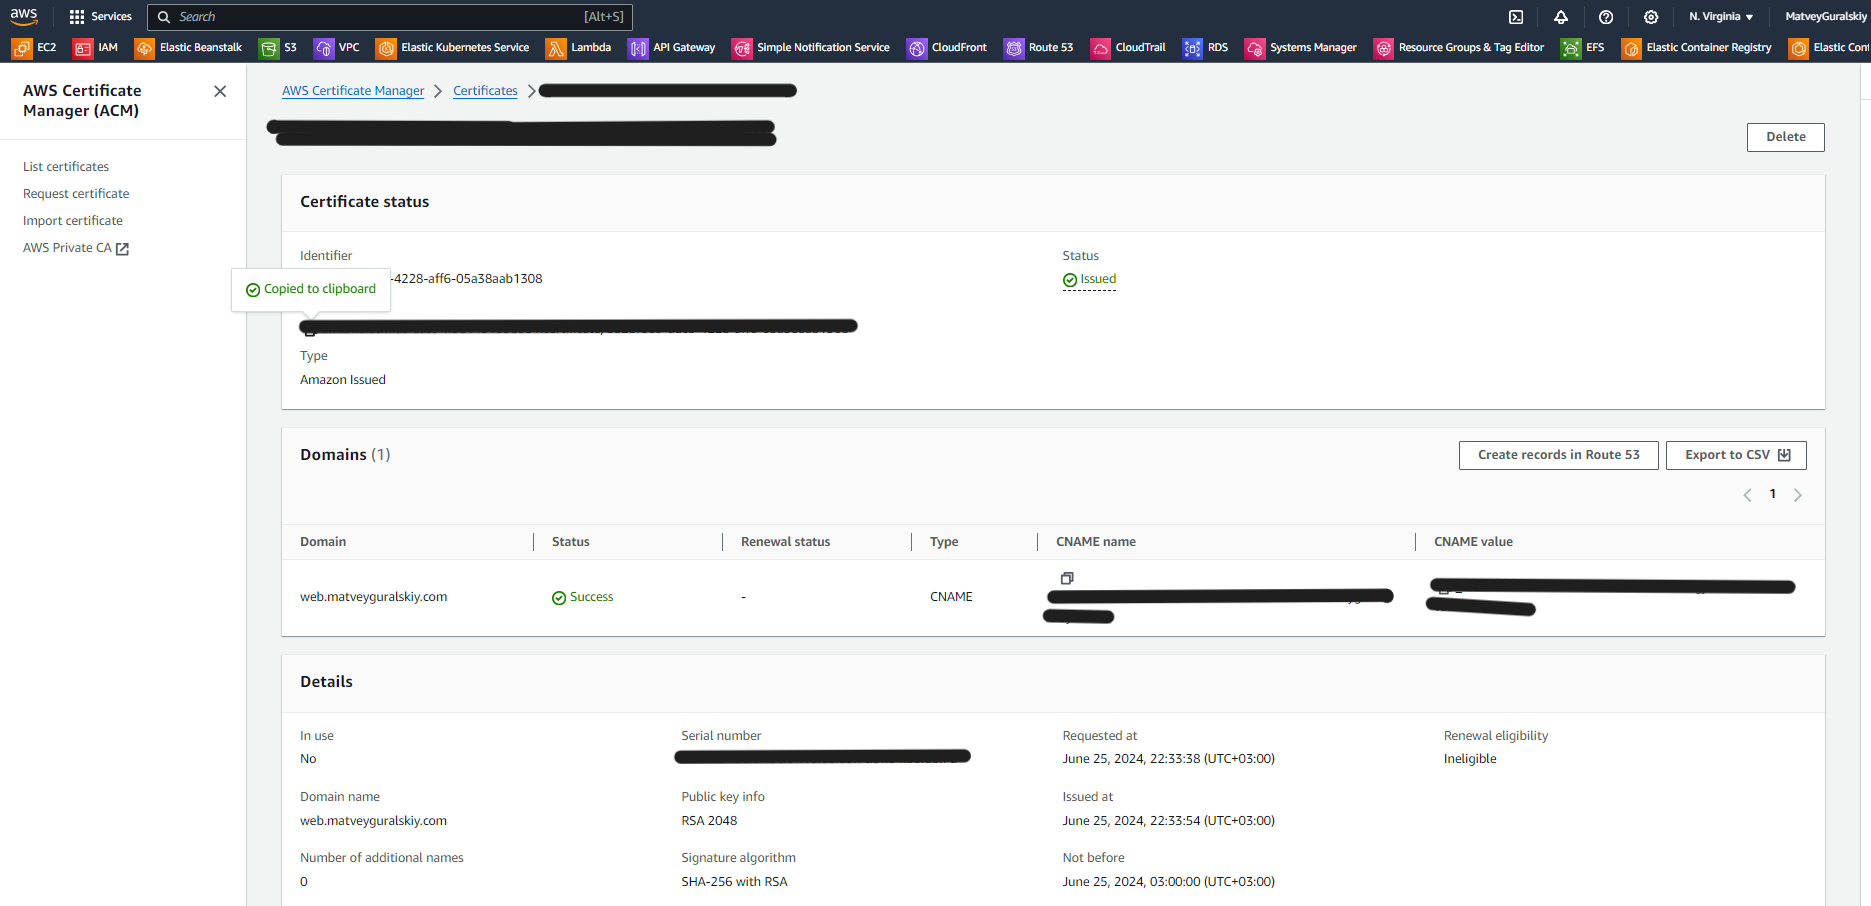 aws Services Search [Alt+S] N. Virginia MatveyGuralskiy
EC2 IAM Elastic Beanstalk S3 VPC Elastic Kubernetes Service Lambda API Gateway Simple Notification Service CloudFront Route 53 CloudTrail RDS Systems Manager Resource Groups & Tag Editor EFS Elastic Container Registry Elastic Cont
AWS Certificate
Manager (ACM)
List certificates
Request certificate
Import certificate
AWS Private CA
AWS Certificate Manager > Certificates >
Delete
Certificate status
Identifier
-4228-aff6-05a38aab1308
Copied to clipboard
Status
Issued
Type
Amazon Issued
Domains (1)
Create records in Route 53 Export to CSV
< 1 >
Domain Status Renewal status Type CNAME name CNAME value
web.matveyguralskiy.com Success - CNAME
Details
In use
No
Serial number
Requested at
June 25, 2024, 22:33:38 (UTC+03:00)
Renewal eligibility
Ineligible
Domain name
web.matveyguralskiy.com
Public key info
RSA 2048
Issued at
June 25, 2024, 22:33:54 (UTC+03:00)
Number of additional names
0
Signature algorithm
SHA-256 with RSA
Not before
June 25, 2024, 03:00:00 (UTC+03:00)